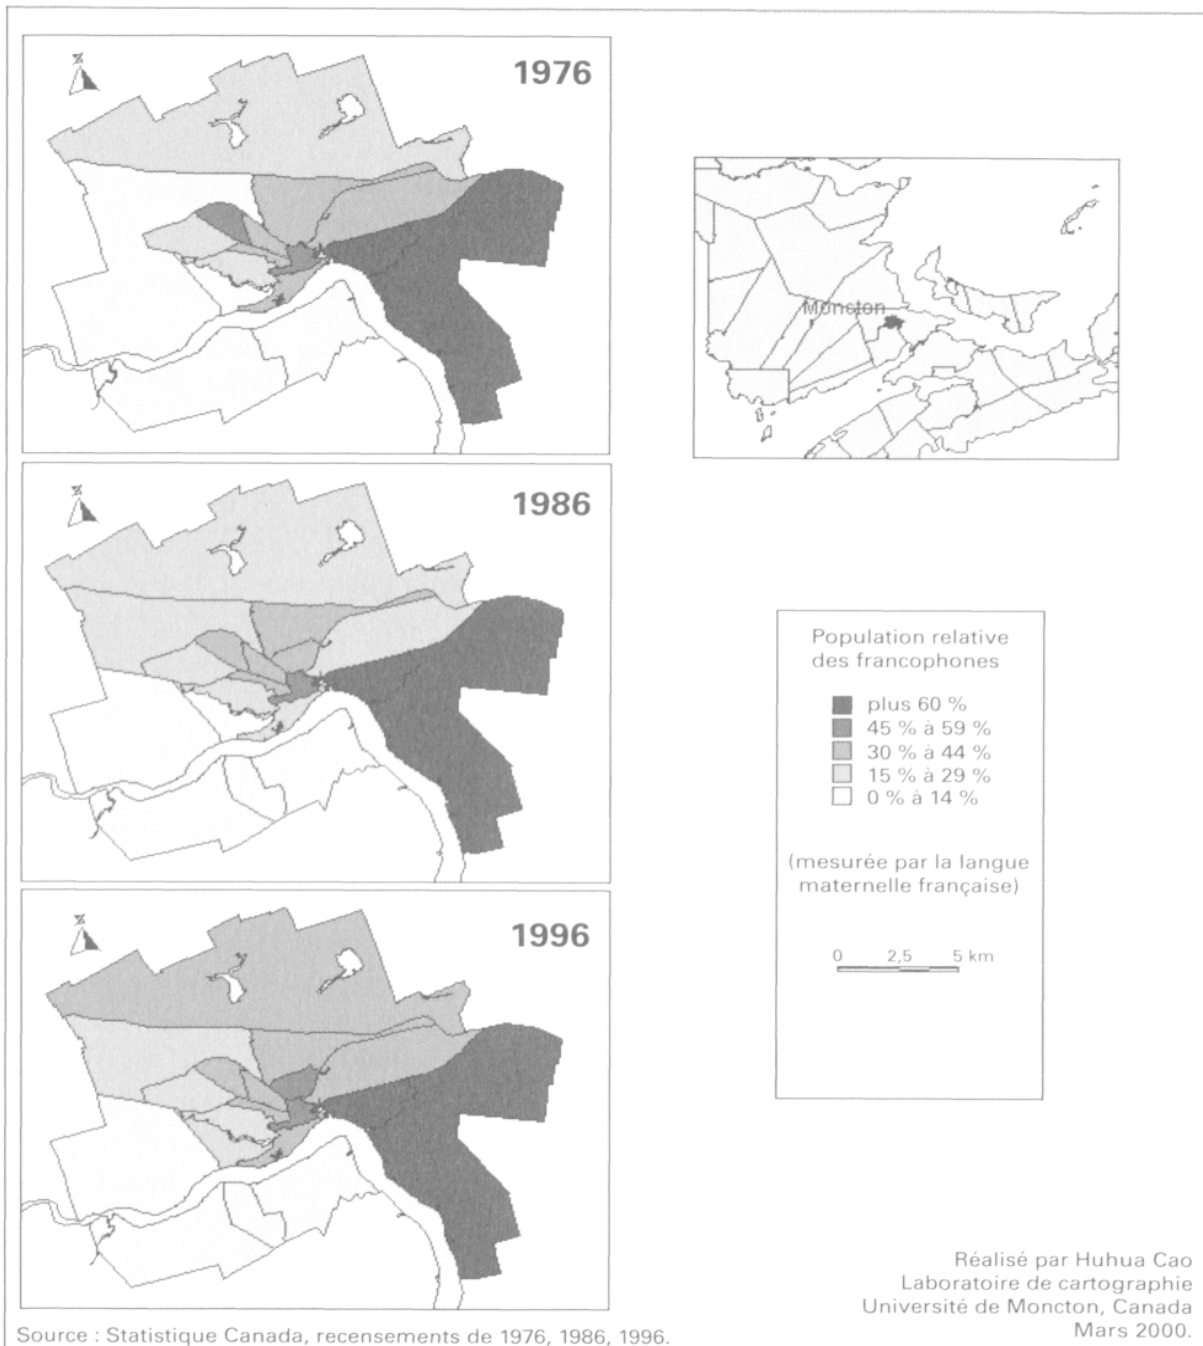 1976
Moncton
1986
1996
Population relative
des francophones
plus 60 %
45 % à 59 %
30 % à 44 %
15 % à 29 %
0 % à 14 %
(mesurée par la langue
maternelle française)
0 2,5 5 km
Réalisé par Huhua Cao
Laboratoire de cartographie
Université de Moncton, Canada
Mars 2000.
Source : Statistique Canada, recensements de 1976, 1986, 1996.